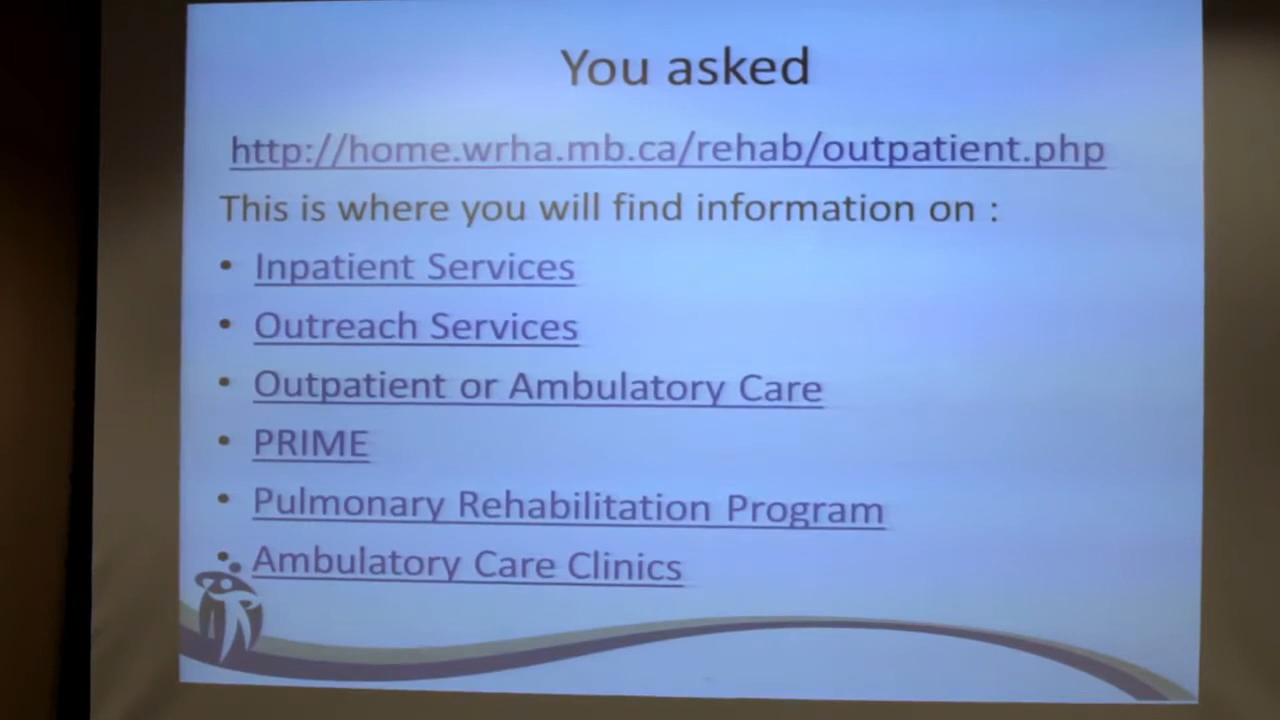 You asked
http://home.wrha.mb.ca/rehab/outpatient.php
This is where you will find information on :
• Inpatient Services
• Outreach Services
• Outpatient or Ambulatory Care
• PRIME
• Pulmonary Rehabilitation Program
• Ambulatory Care Clinics